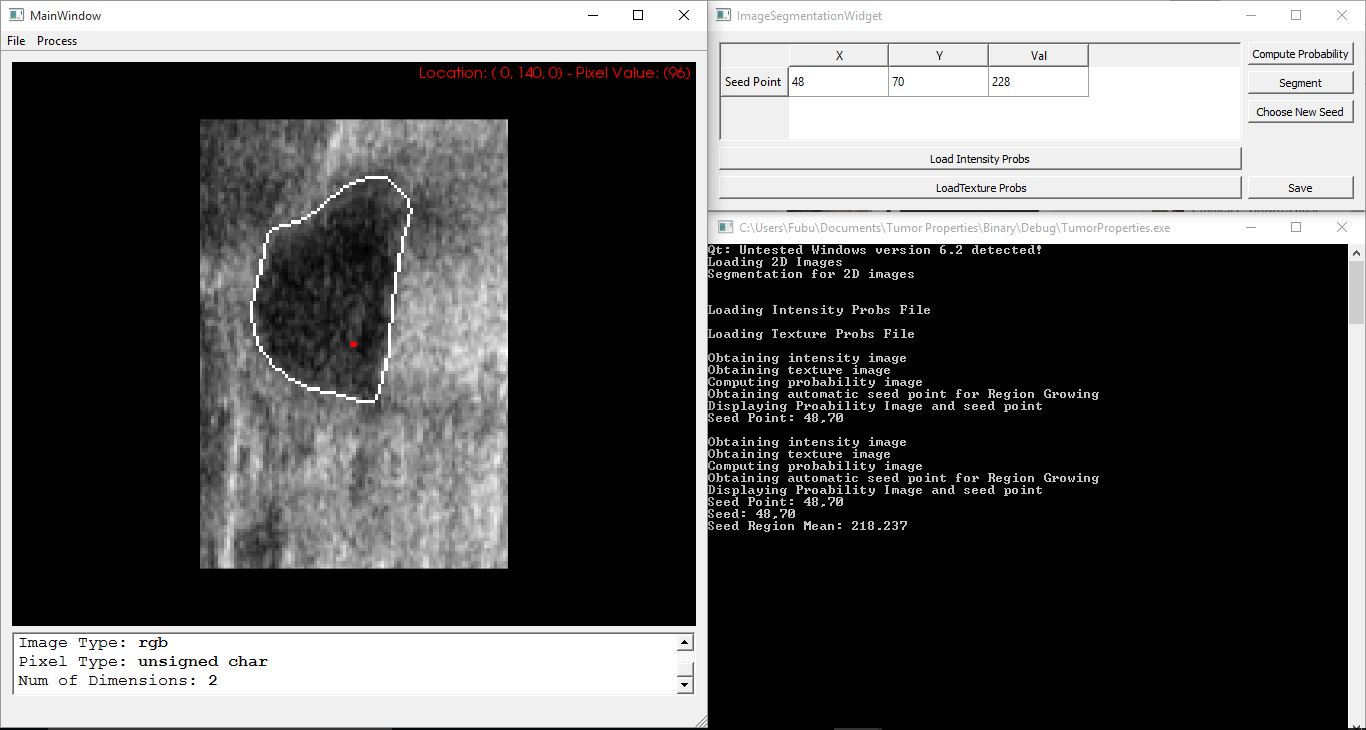 MainWindow
File Process
Location: ( 0, 140, 0) - Pixel Value: (96)
Image Type: rgb
Pixel Type: unsigned char
Num of Dimensions: 2
ImageSegmentationWidget
X Y Val
Seed Point 48 70 228
Compute Probability
Segment
Choose New Seed
Load Intensity Probs
LoadTexture Probs
Save
C:\Users\Fubu\Documents\Tumor Properties\Binary\Debug\TumorProperties.exe
Qt: Untested Windows version 6.2 detected!
Loading 2D Images
Segmentation for 2D images
Loading Intensity Probs File
Loading Texture Probs File
Obtaining intensity image
Obtaining texture image
Computing probability image
Obtaining automatic seed point for Region Growing
Displaying Proability Image and seed point
Seed Point: 48,70
Obtaining intensity image
Obtaining texture image
Computing probability image
Obtaining automatic seed point for Region Growing
Displaying Proability Image and seed point
Seed Point: 48,70
Seed: 48,70
Seed Region Mean: 218.237